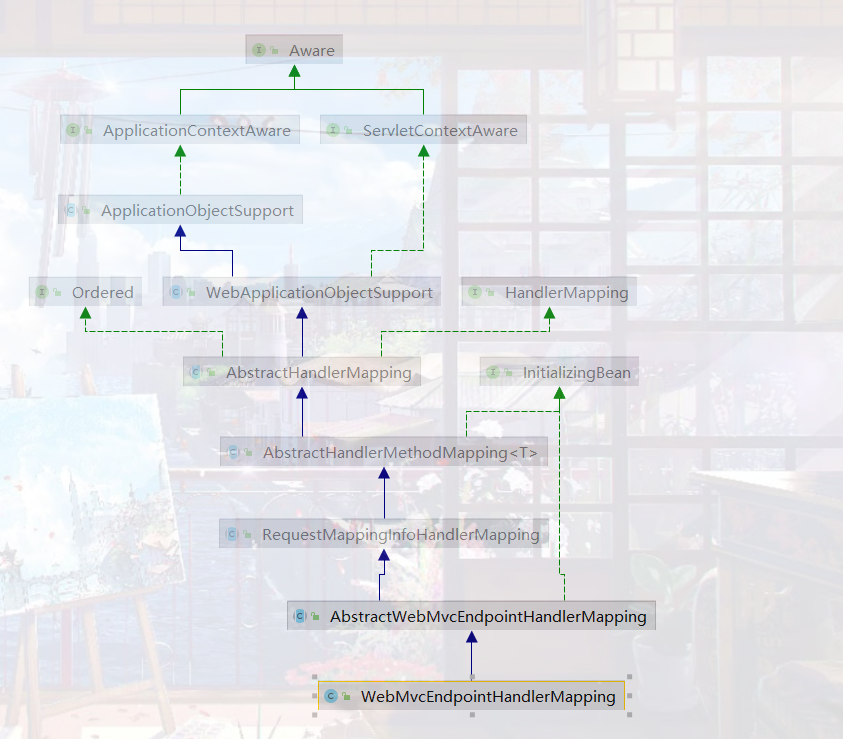 Aware
ApplicationContextAware
ServletContextAware
ApplicationObjectSupport
Ordered
WebApplicationObjectSupport
HandlerMapping
AbstractHandlerMapping
InitializingBean
AbstractHandlerMethodMapping<T>
RequestMappingInfoHandlerMapping
AbstractWebMvcEndpointHandlerMapping
WebMvcEndpointHandlerMapping